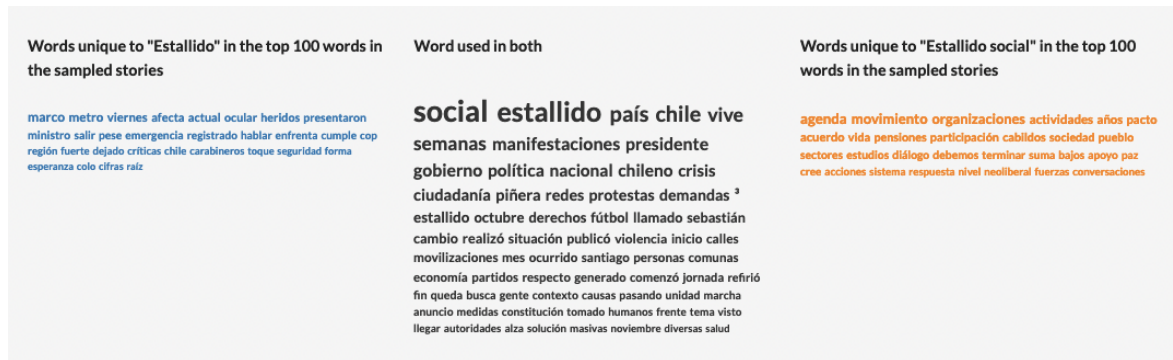 Words unique to "Estallido" in the top 100 words in
the sampled stories
marco metro viernes afecta actual ocular heridos presentaron
ministro salir pese emergencia registrado hablar enfrenta cumple cop
región fuerte dejado críticas chile carabineros toque seguridad forma
esperanza colo cifras raíz
Word used in both
social estallido país chile vive
semanas manifestaciones presidente
gobierno política nacional chileno crisis
ciudadanía piñera redes protestas demandas ³
estallido octubre derechos fútbol llamado sebastián
cambio realizó situación publicó violencia inicio calles
movilizaciones mes ocurrido santiago personas comunas
economía partidos respecto generado comenzó jornada refirió
fin queda busca gente contexto causas pasando unidad marcha
anuncio medidas constitución tomado humanos frente tema visto
llegar autoridades alza solución masivas noviembre diversas salud
Words unique to "Estallido social" in the top 100
words in the sampled stories
agenda movimiento organizaciones actividades años pacto
acuerdo vida pensiones participación cabildos sociedad pueblo
sectores estudios diálogo debemos terminar suma bajos apoyo paz
cree acciones sistema respuesta nivel neoliberal fuerzas conversaciones